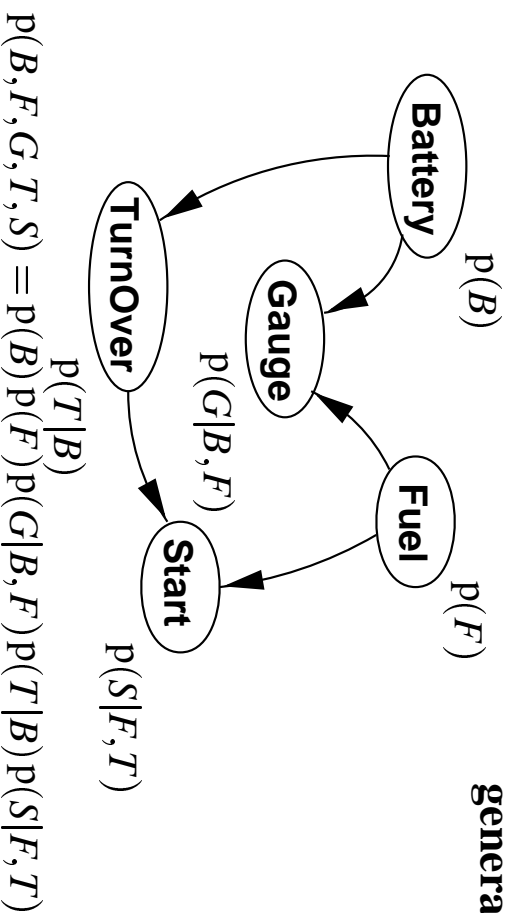 genera
Battery
p(B)
Fuel
p(F)
Gauge
p(G|B,F)
TurnOver
p(T|B)
Start
p(S|F,T)
p(B,F,G,T,S) = p(B)p(F)p(G|B,F)p(T|B)p(S|F,T)